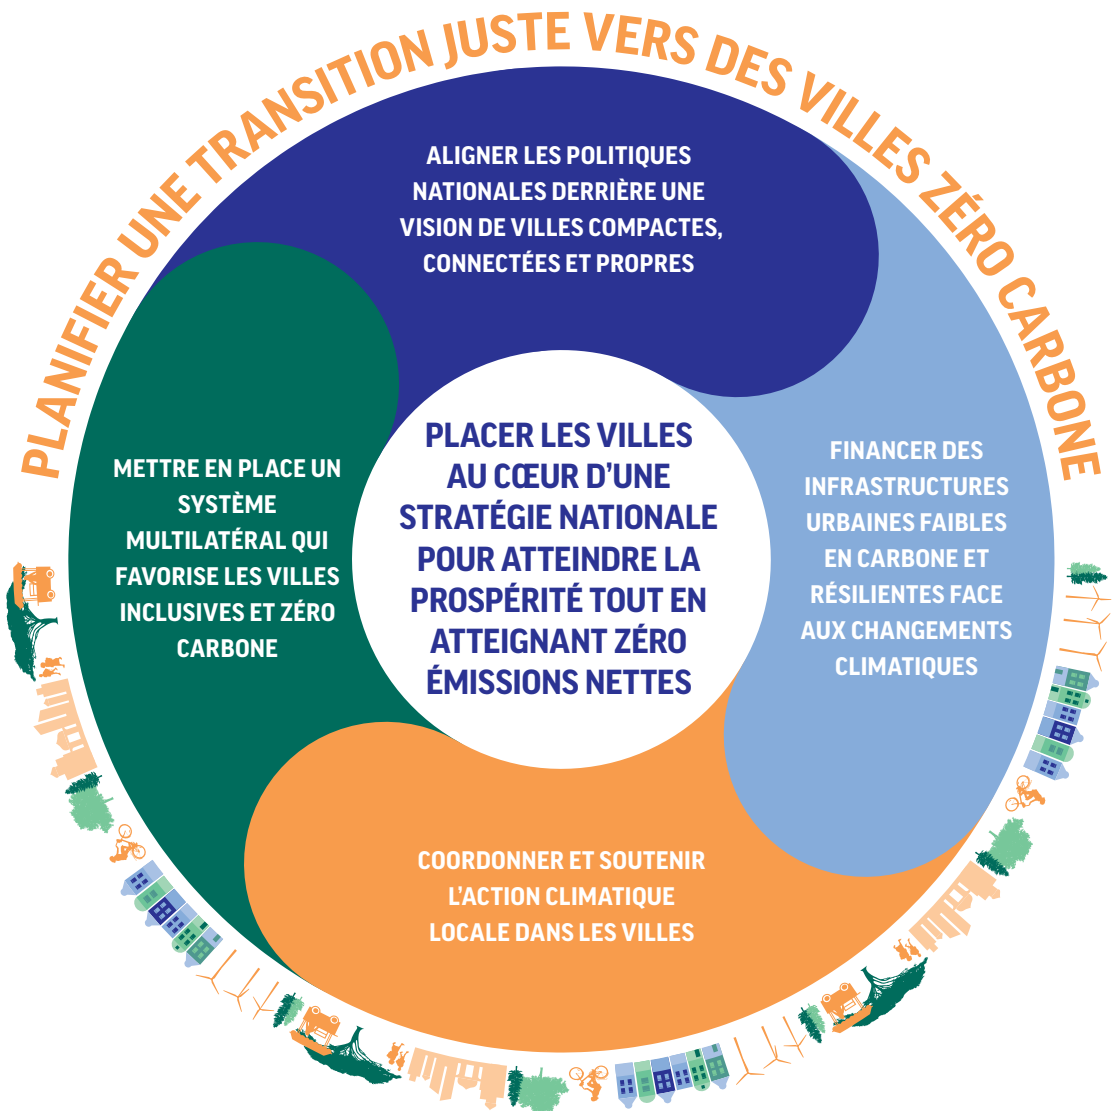 PLANIFIER UNE TRANSITION JUSTE VERS DES VILLES ZÉRO CARBONE
ALIGNER LES POLITIQUES
NATIONALES DERRIÈRE UNE
VISION DE VILLES COMPACTES,
CONNECTÉES ET PROPRES
FINANCER DES
INFRASTRUCTURES
URBAINES FAIBLES
EN CARBONE ET
RÉSILIENTES FACE
AUX CHANGEMENTS
CLIMATIQUES
COORDONNER ET SOUTENIR
L'ACTION CLIMATIQUE
LOCALE DANS LES VILLES
METTRE EN PLACE UN
SYSTÈME
MULTILATÉRAL QUI
FAVORISE LES VILLES
INCLUSIVES ET ZÉRO
CARBONE
PLACER LES VILLES
AU CŒUR D'UNE
STRATÉGIE NATIONALE
POUR ATTEINDRE LA
PROSPÉRITÉ TOUT EN
ATTEIGNANT ZÉRO
ÉMISSIONS NETTES